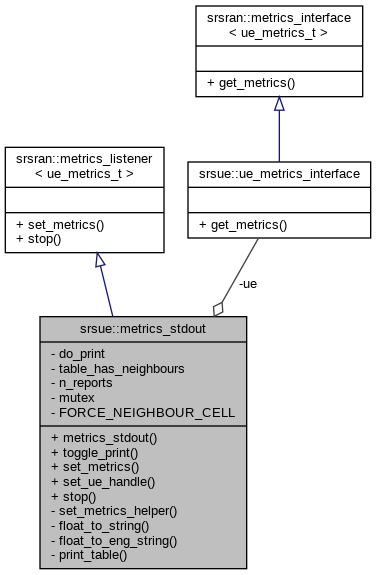 srsran::metrics_interface
< ue_metrics_t >
+ get_metrics()
srsran::metrics_listener
< ue_metrics_t >
+ set_metrics()
+ stop()
srsue::ue_metrics_interface
+ get_metrics()
-ue
srsue::metrics_stdout
- do_print
- table_has_neighbours
- n_reports
- mutex
- FORCE_NEIGHBOUR_CELL
+ metrics_stdout()
+ toggle_print()
+ set_metrics()
+ set_ue_handle()
+ stop()
- set_metrics_helper()
- float_to_string()
- float_to_eng_string()
- print_table()